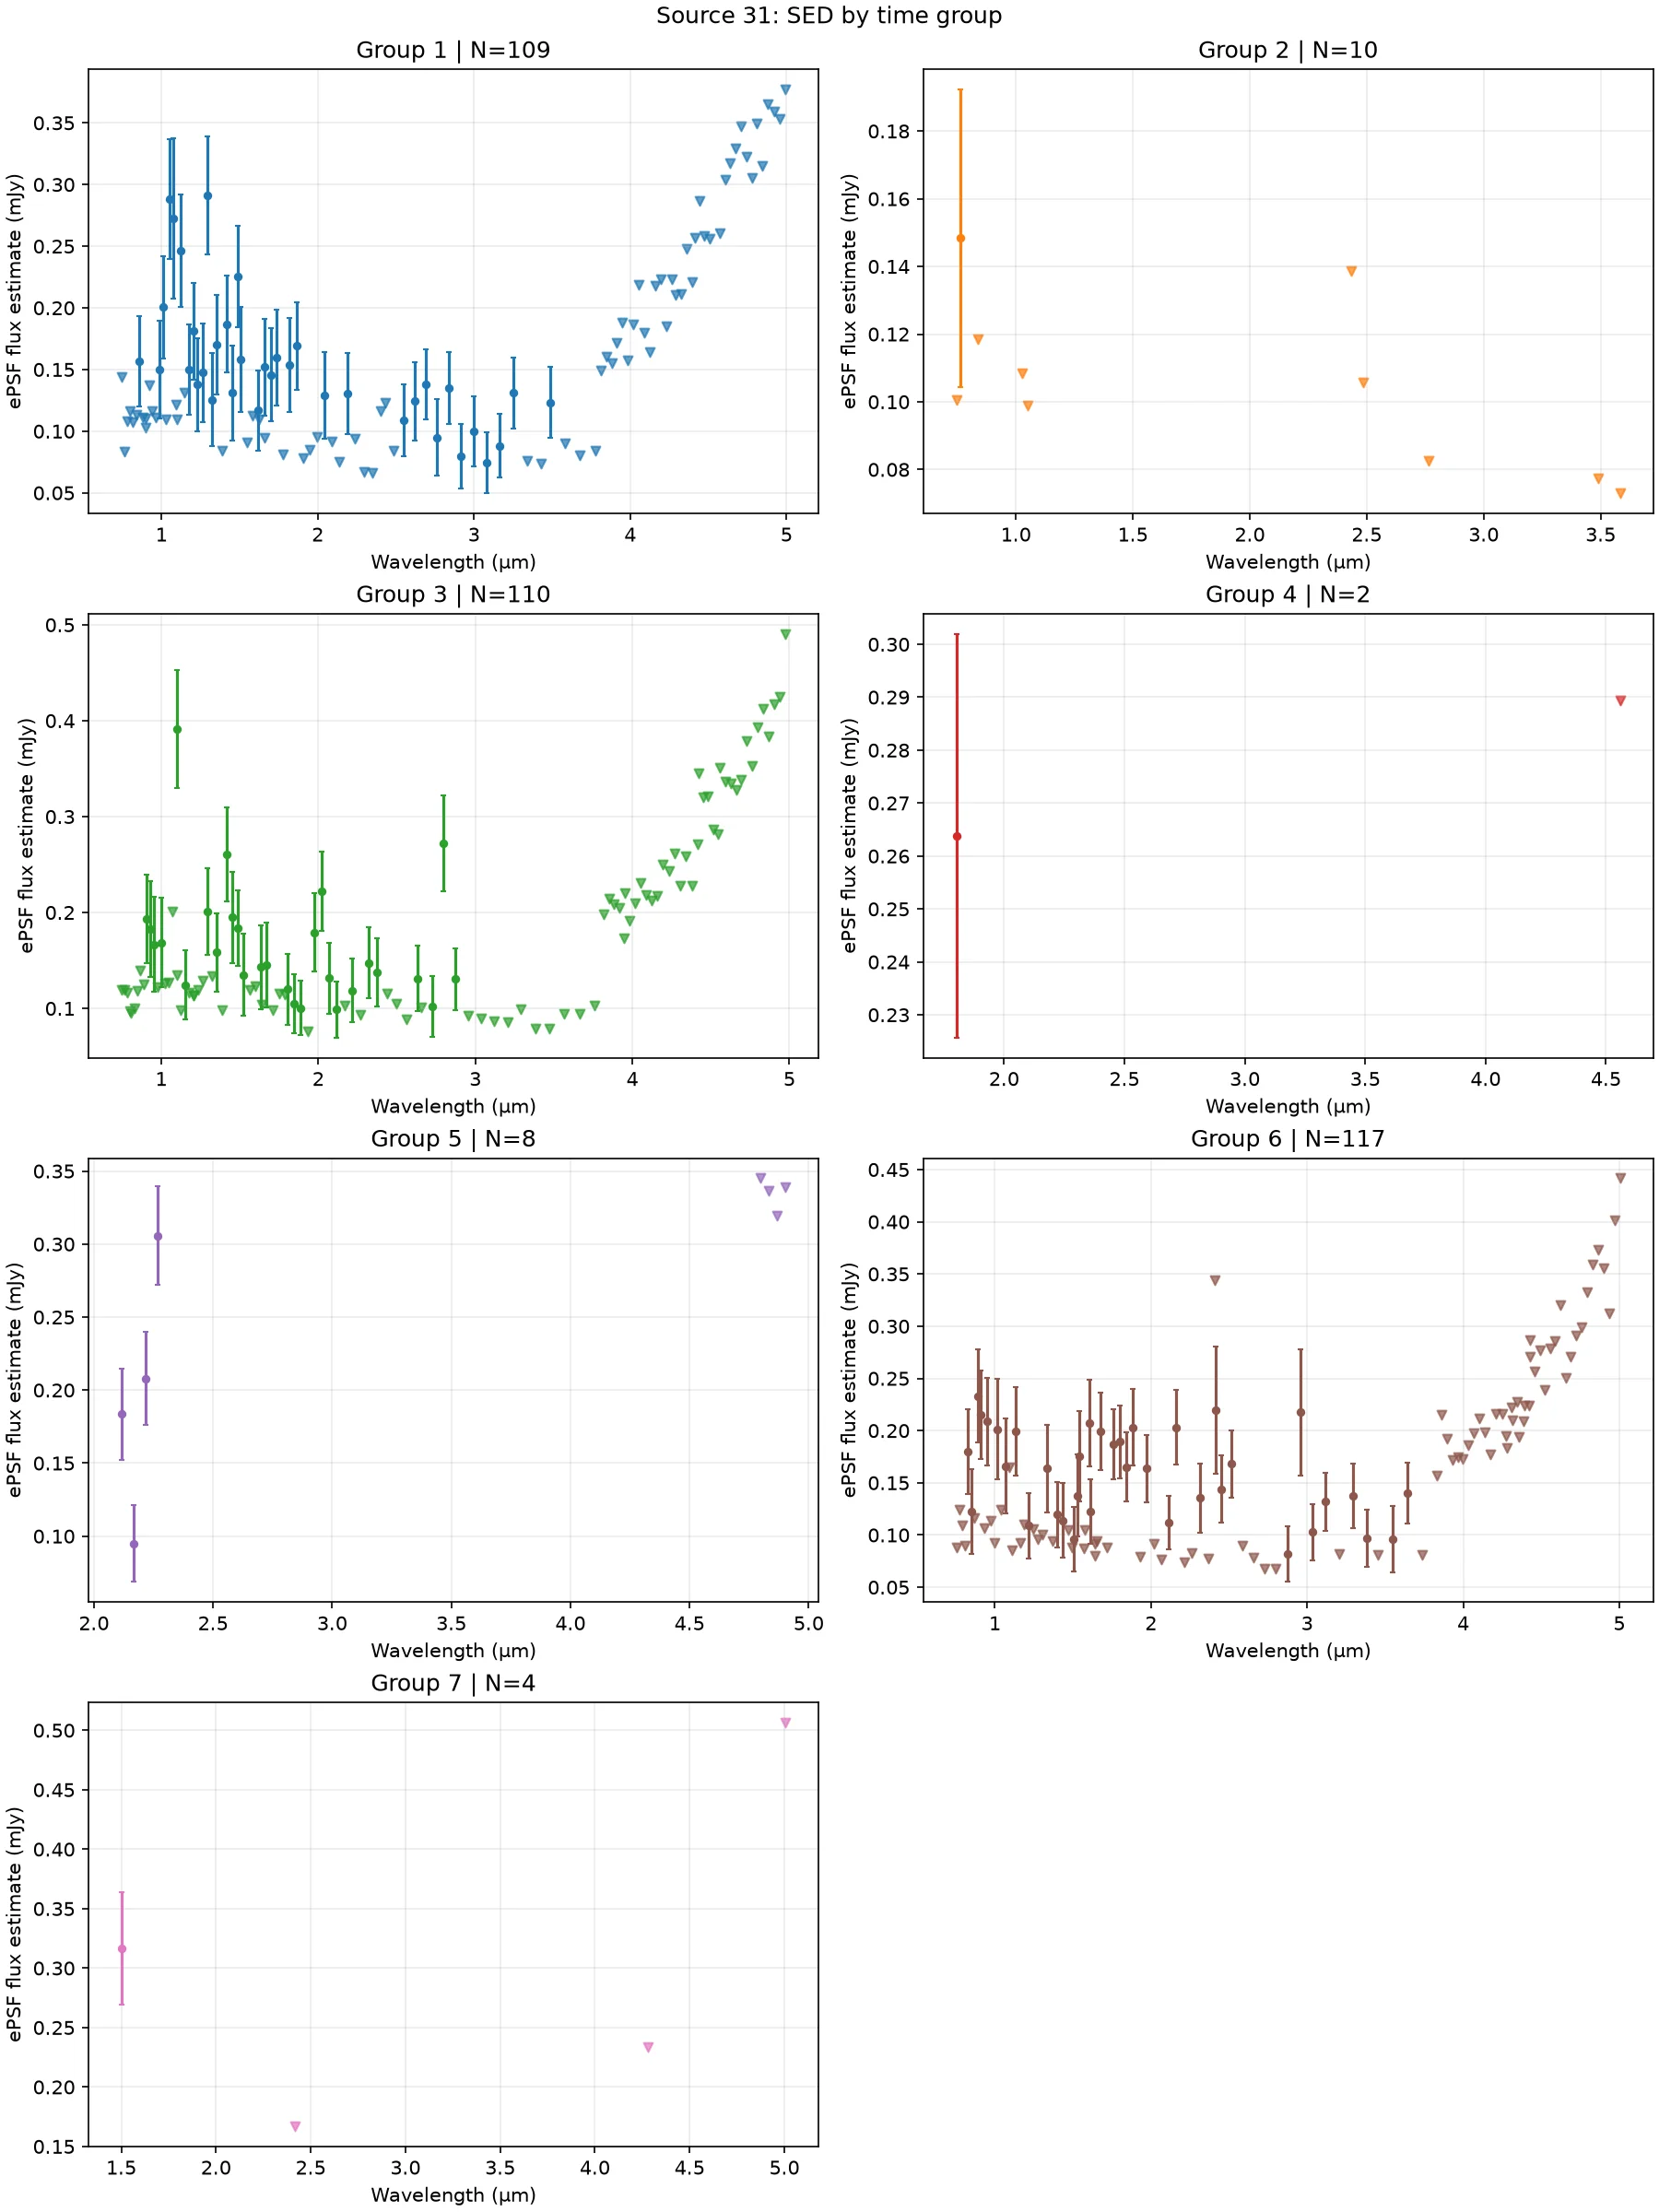 Source 31: SED by time group
Group 1 | N=109
ePSF flux estimate (mJy)
0.35
0.30
0.25
0.20
0.15
0.10
0.05
1 2 3 4 5
Wavelength (µm)
Group 2 | N=10
ePSF flux estimate (mJy)
0.18
0.16
0.14
0.12
0.10
0.08
1.0 1.5 2.0 2.5 3.0 3.5
Wavelength (µm)
Group 3 | N=110
ePSF flux estimate (mJy)
0.5
0.4
0.3
0.2
0.1
1 2 3 4 5
Wavelength (µm)
Group 4 | N=2
ePSF flux estimate (mJy)
0.30
0.29
0.28
0.27
0.26
0.25
0.24
0.23
2.0 2.5 3.0 3.5 4.0 4.5
Wavelength (µm)
Group 5 | N=8
ePSF flux estimate (mJy)
0.35
0.30
0.25
0.20
0.15
0.10
2.0 2.5 3.0 3.5 4.0 4.5 5.0
Wavelength (µm)
Group 6 | N=117
ePSF flux estimate (mJy)
0.45
0.40
0.35
0.30
0.25
0.20
0.15
0.10
0.05
1 2 3 4 5
Wavelength (µm)
Group 7 | N=4
ePSF flux estimate (mJy)
0.50
0.45
0.40
0.35
0.30
0.25
0.20
0.15
1.5 2.0 2.5 3.0 3.5 4.0 4.5 5.0
Wavelength (µm)